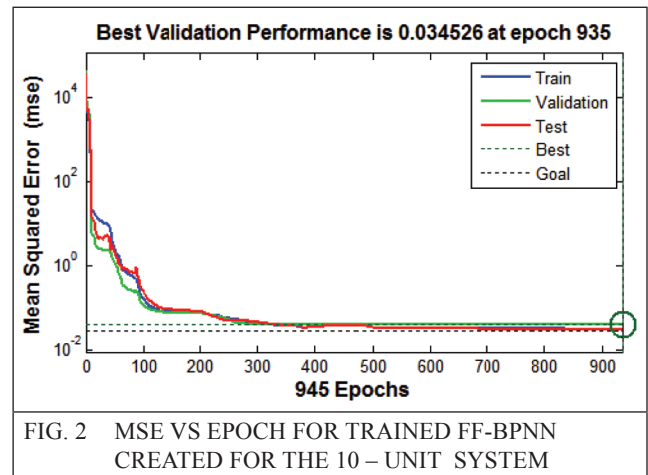 Best Validation Performance is 0.034526 at epoch 935
Mean Squared Error (mse)
10^4
10^2
10^0
10^-2
Train
Validation
Test
Best
Goal
0 100 200 300 400 500 600 700 800 900
945 Epochs
FIG. 2 MSE VS EPOCH FOR TRAINED FF-BPNN
CREATED FOR THE 10 – UNIT SYSTEM